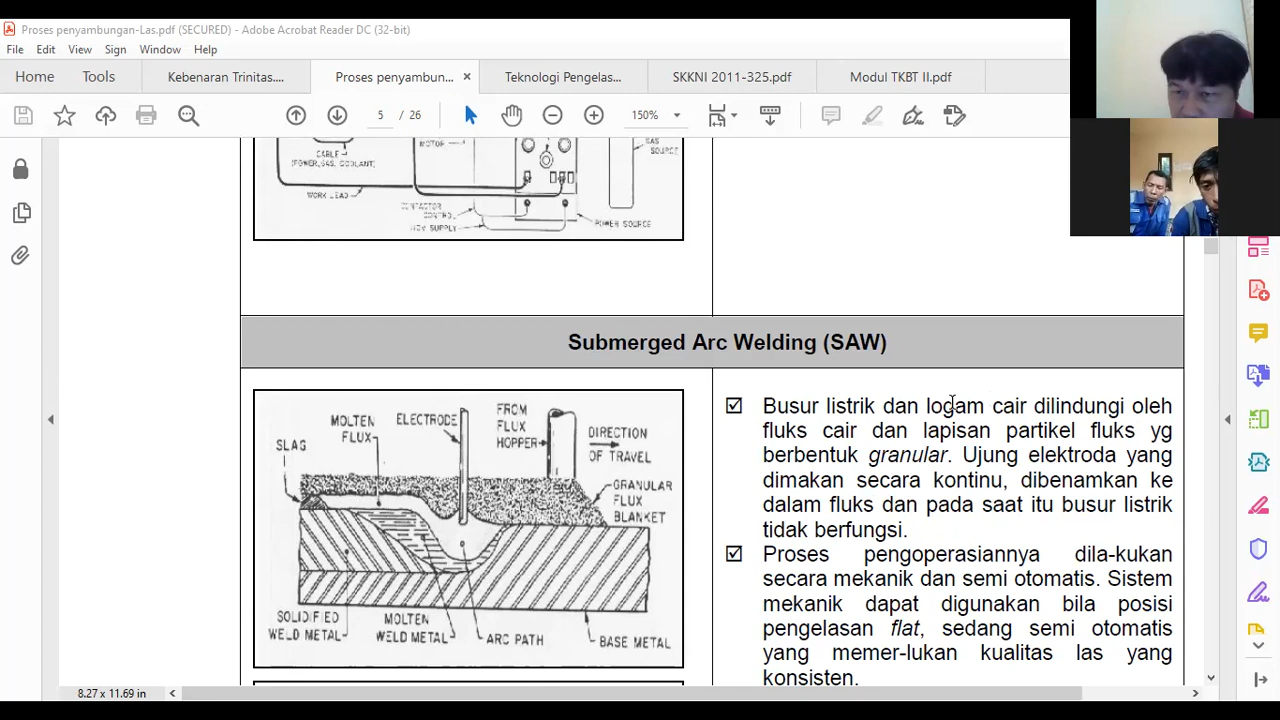 Proses penyambungan-Las.pdf (SECURED) - Adobe Acrobat Reader DC (32-bit)
File Edit View Sign Window Help
Home Tools Kebenaran Trinitas.... Proses penyambun... × Teknologi Pengelas... SKKNI 2011-325.pdf Modul TKBT II.pdf
5 / 26 150%
CABLE
(POWER, GAS, COOLANT)
MOTOR
GAS
SOURCE
WORK LEAD
CONTACTOR
CONTROL
110V SUPPLY
POWER SOURCE
Submerged Arc Welding (SAW)
MOLTEN
FLUX
ELECTRODE
FROM
FLUX
HOPPER
DIRECTION
OF TRAVEL
SLAG
GRANULAR
FLUX
BLANKET
SOLIDIFIED
WELD METAL
MOLTEN
WELD METAL
ARC PATH
BASE METAL
Busur listrik dan logam cair dilindungi oleh
fluks cair dan lapisan partikel fluks yg
berbentuk granular. Ujung elektroda yang
dimakan secara kontinu, dibenamkan ke
dalam fluks dan pada saat itu busur listrik
tidak berfungsi.
Proses pengoperasiannya dila-kukan
secara mekanik dan semi otomatis. Sistem
mekanik dapat digunakan bila posisi
pengelasan flat, sedang semi otomatis
yang memer-lukan kualitas las yang
konsisten.
8.27 x 11.69 in